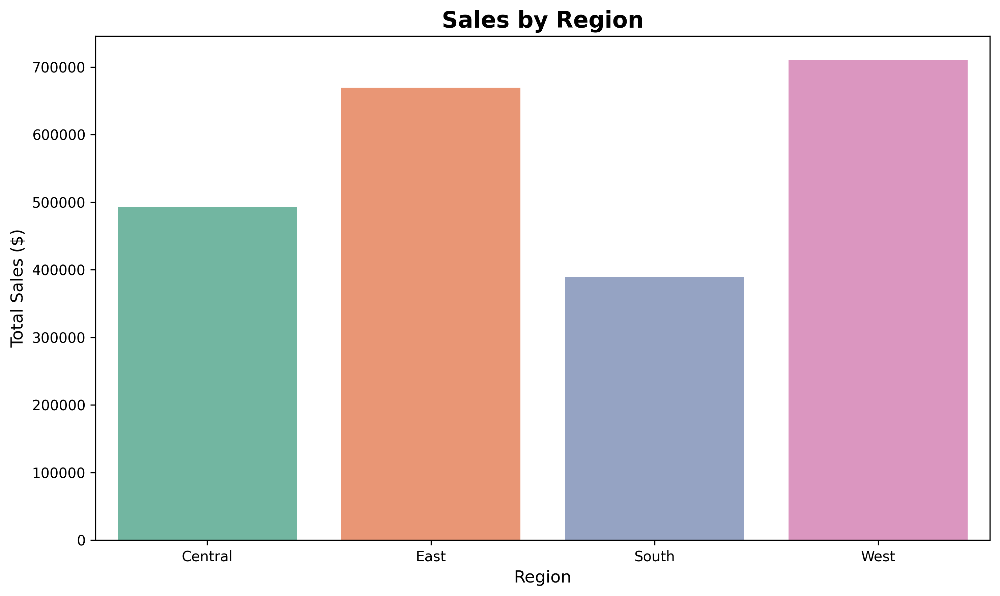 Sales by Region
Total Sales ($)
700000
600000
500000
400000
300000
200000
100000
0
Central East South West
Region